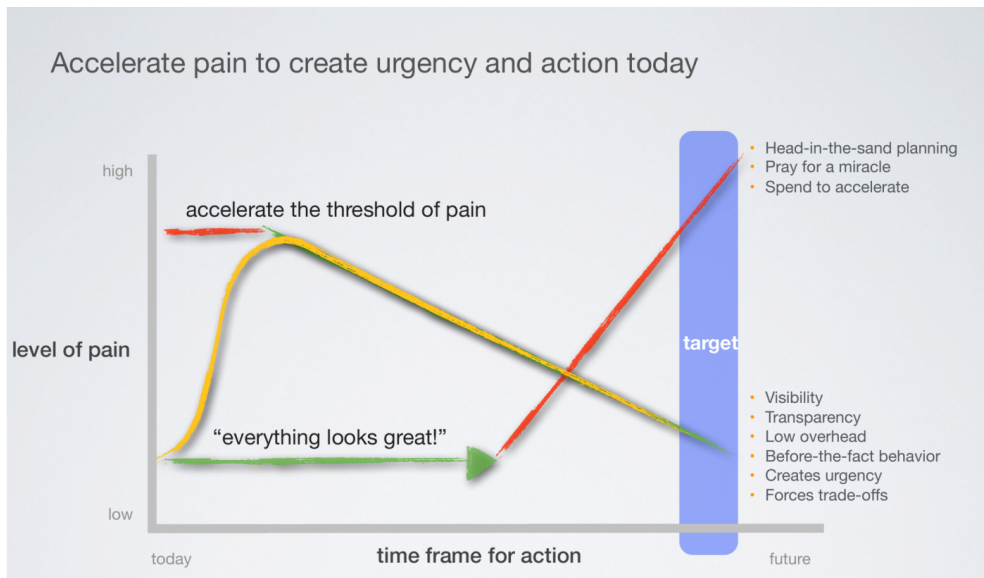 Accelerate pain to create urgency and action today
high
accelerate the threshold of pain
level of pain
“everything looks great!”
low
today
time frame for action
future
target
• Head-in-the-sand planning
• Pray for a miracle
• Spend to accelerate
• Visibility
• Transparency
• Low overhead
• Before-the-fact behavior
• Creates urgency
• Forces trade-offs